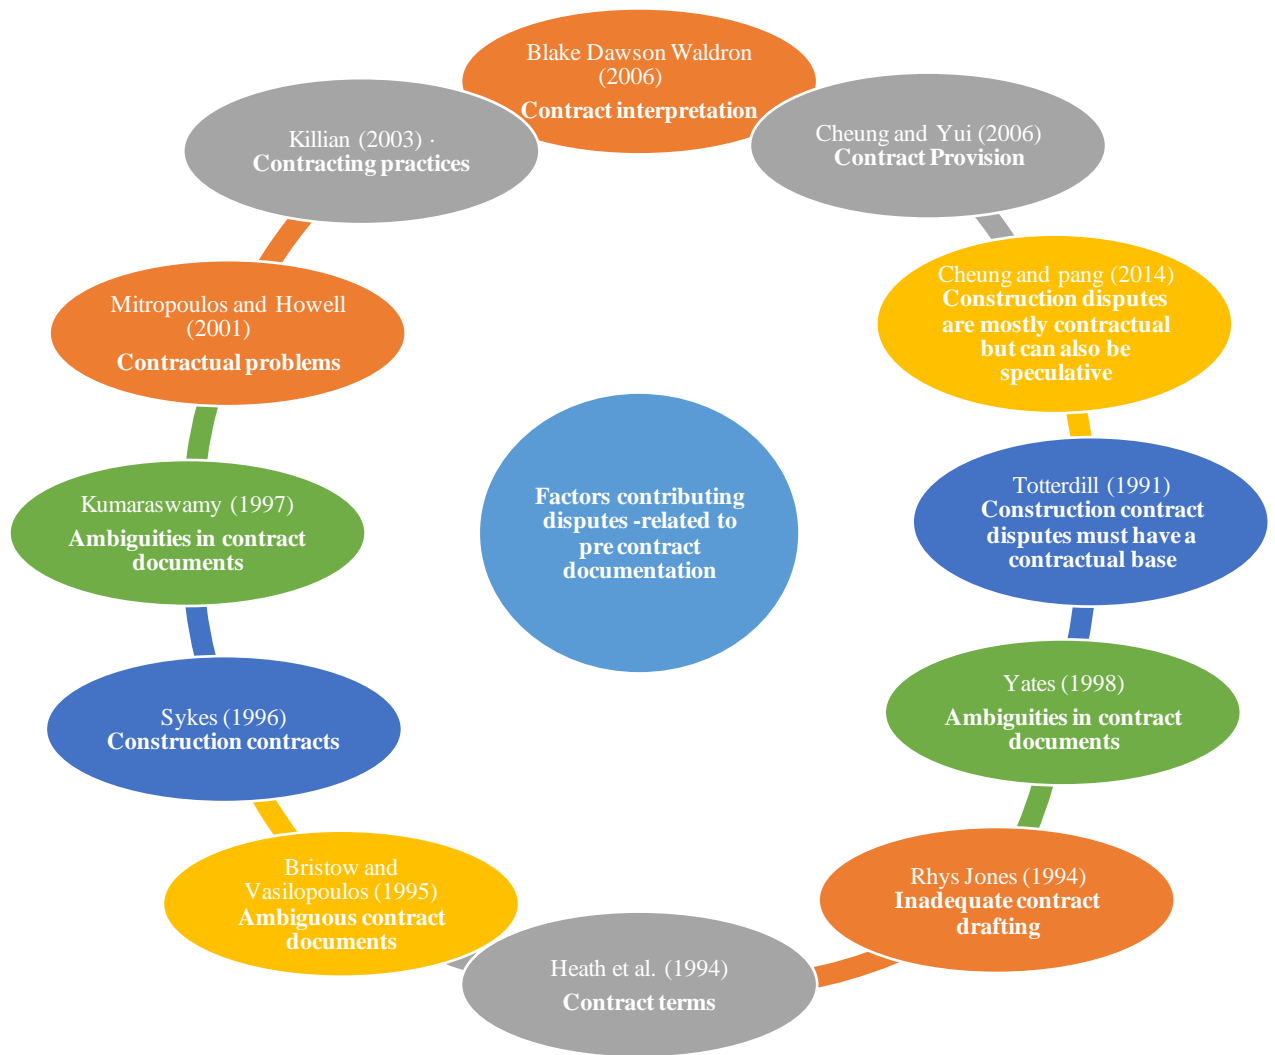 Blake Dawson Waldron
(2006)
Contract interpretation
Cheung and Yui (2006)
Contract Provision
Cheung and pang (2014)
Construction disputes
are mostly contractual
but can also be
speculative
Totterdill (1991)
Construction contract
disputes must have a
contractual base
Yates (1998)
Ambiguities in contract
documents
Rhys Jones (1994)
Inadequate contract
drafting
Heath et al. (1994)
Contract terms
Bristow and
Vasilopoulos (1995)
Ambiguous contract
documents
Sykes (1996)
Construction contracts
Kumaraswamy (1997)
Ambiguities in contract
documents
Mitropoulos and Howell
(2001)
Contractual problems
Killian (2003) ·
Contracting practices
Factors contributing
disputes -related to
pre contract
documentation